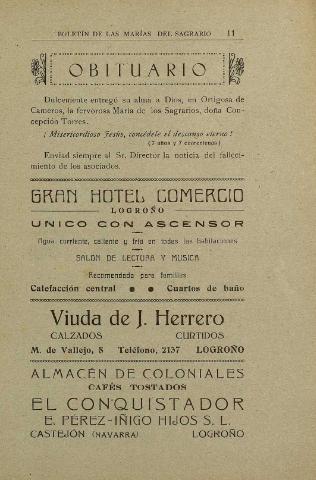 BOLETÍN DE LAS MARÍAS DEL SAGRARIO 11
OBITUARIO
Dulcemente entregó su alma a Dios, en Ortigosa de
Cameros, la fervorosa María de los Sagrarios, doña Con-
cepción Torres.
¡ Misericordioso Jesús, concédele el descanso eterno !
(7 años y 7 cuarentenas)
Enviad siempre al Sr. Director la noticia del falleci-
miento de los asociados.
GRAN HOTEL COMERCIO
LOGROÑO
UNICO CON ASCENSOR
Agua corriente, caliente y fría en todas las habitaciones
SALON DE LECTURA Y MUSICA
Recomendado para familias
Calefacción central ● ● Cuartos de baño
Viuda de J. Herrero
CALZADOS CURTIDOS
M. de Vallejo, 8 Teléfono, 2137 LOGROÑO
ALMACÉN DE COLONIALES
CAFÉS TOSTADOS
EL CONQUISTADOR
E. PÉREZ-IÑIGO HIJOS S. L.
CASTEJÓN (NAVARRA) LOGROÑO